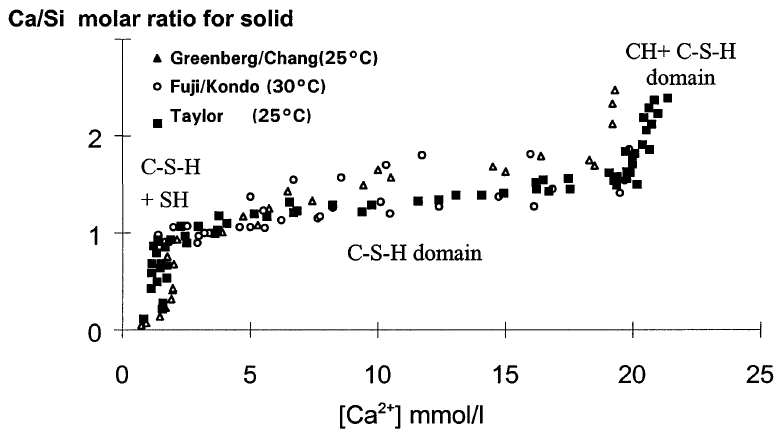 Ca/Si molar ratio for solid
3
Greenberg/Chang(25°C)
Fuji/Kondo (30°C)
Taylor (25°C)
CH+ C-S-H
domain
2
C-S-H
+ SH
1
C-S-H domain
0
0 5 10 15 20 25
[Ca²⁺] mmol/l